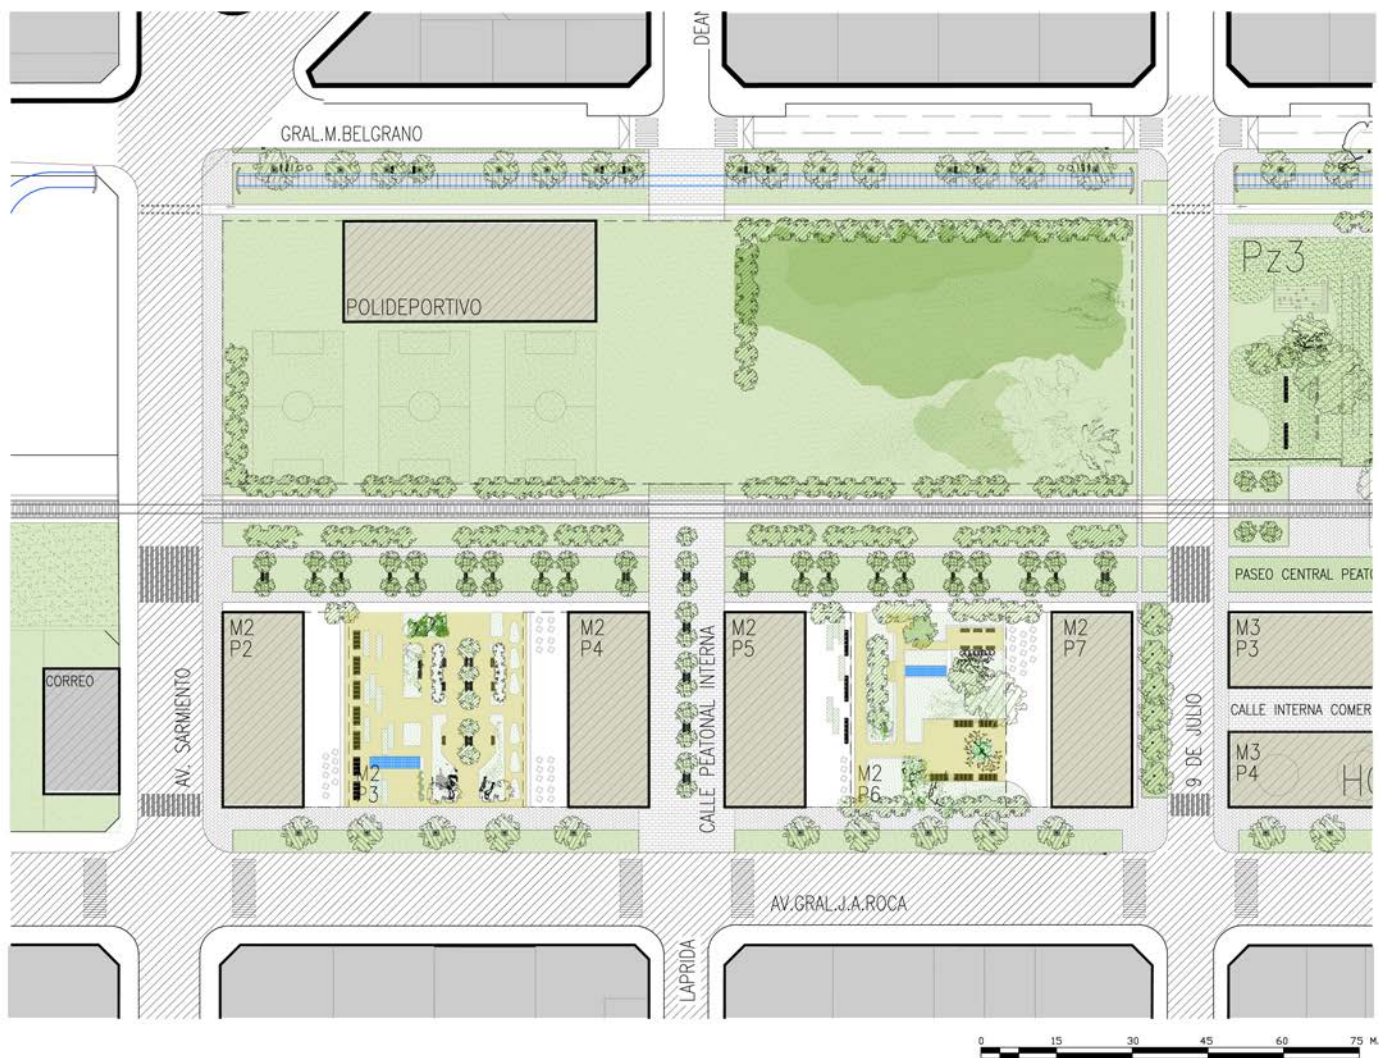 DEAN
GRAL.M.BELGRANO
Pz3
POLIDEPORTIVO
PASEO CENTRAL PEATO
M2
P2
M2
P4
M2
P5
M2
P7
M3
P3
CORREO
AV. SARMIENTO
CALLE PEATONAL INTERNA
9 DE JULIO
CALLE INTERNA COMER
M2
P3
M2
P6
M3
P4
HO
AV.GRAL.J.A.ROCA
LAPRIDA
0 15 30 45 60 75 M.